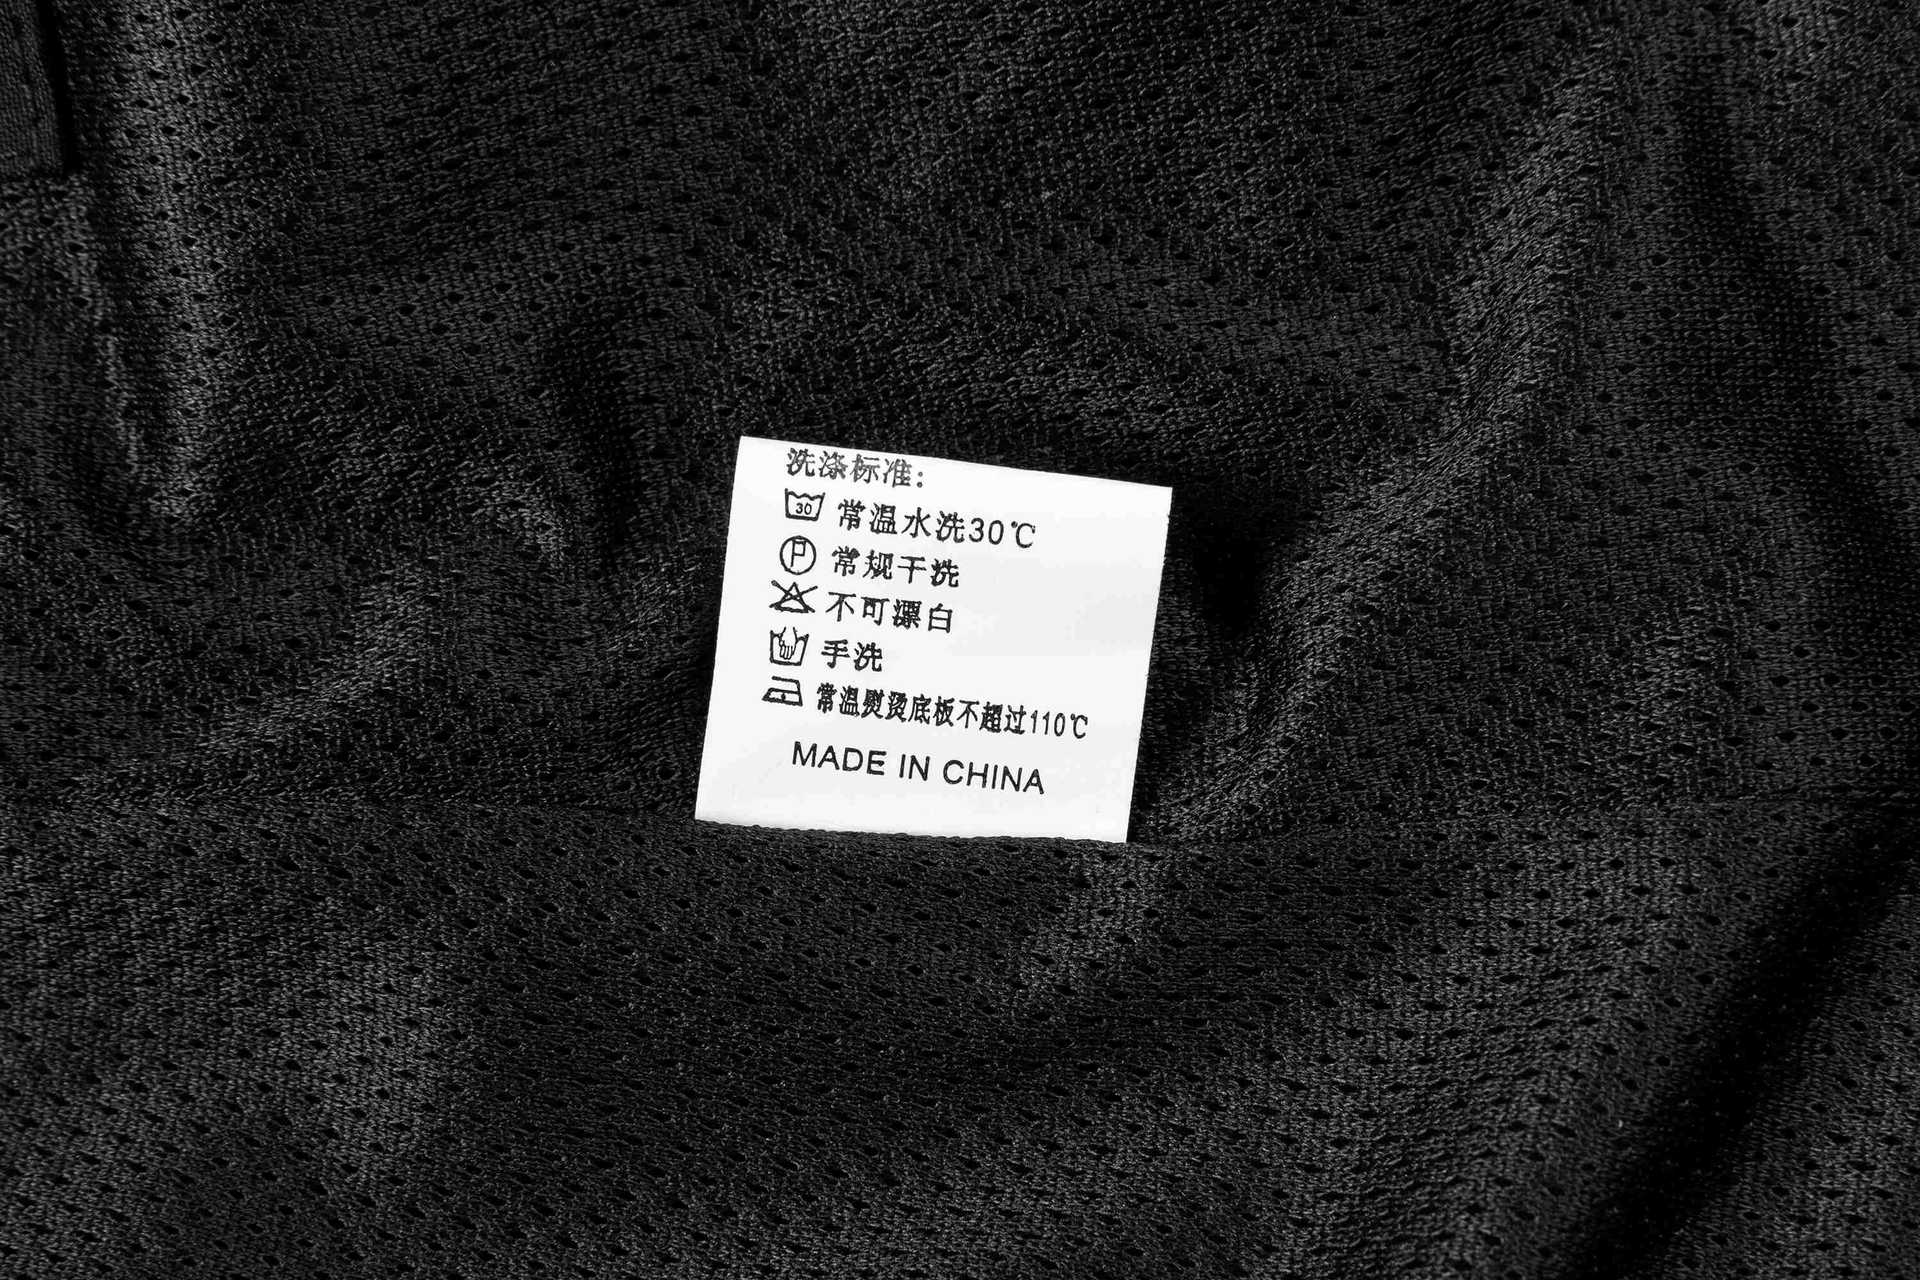 洗涤标准:
30 常温水洗30℃
P 常规干洗
不可漂白
手洗
常温熨烫底板不超过110℃
MADE IN CHINA